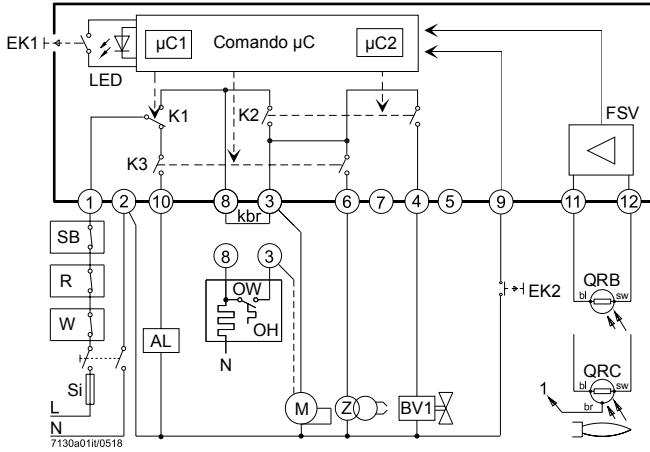 EK1
LED
µC1
Comando µC
µC2
K1
K2
K3
FSV
1 2 10 8 3 6 7 4 5 9 11 12
kbr
SB
R
W
Si
L
N
7130a01it/0518
AL
8 3
OW
OH
N
M
Z
BV1
EK2
QRB
bl sw
QRC
bl sw
br
1